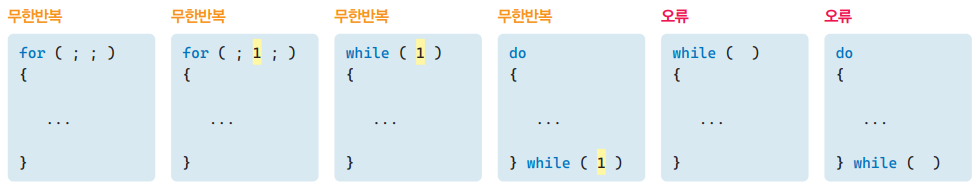 무한반복
for ( ; ; )
{
...
}
무한반복
for ( ; 1 ; )
{
...
}
무한반복
while ( 1 )
{
...
}
무한반복
do
{
...
} while ( 1 )
오류
while (  )
{
...
}
오류
do
{
...
} while (  )